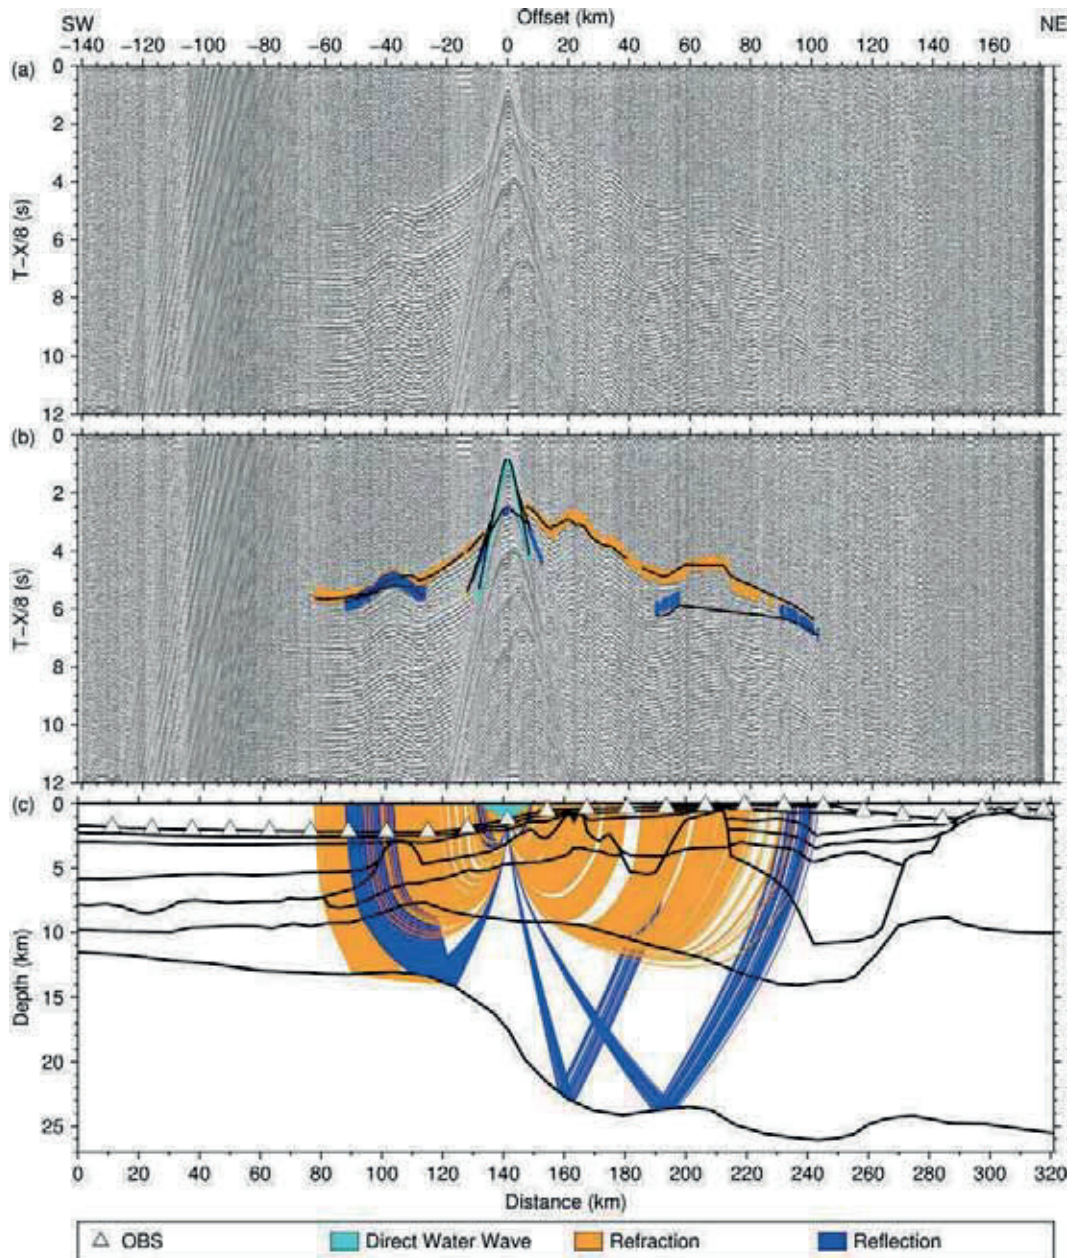 SW Offset (km) NE
−140 −120 −100 −80 −60 −40 −20 0 20 40 60 80 100 120 140 160
(a)
0
2
4
6
8
10
12
T−X/8 (s)
(b)
0
2
4
6
8
10
12
T−X/8 (s)
(c)
0
5
10
15
20
25
Depth (km)
0 20 40 60 80 100 120 140 160 180 200 220 240 260 280 300 320
Distance (km)
OBS Direct Water Wave Refraction Reflection